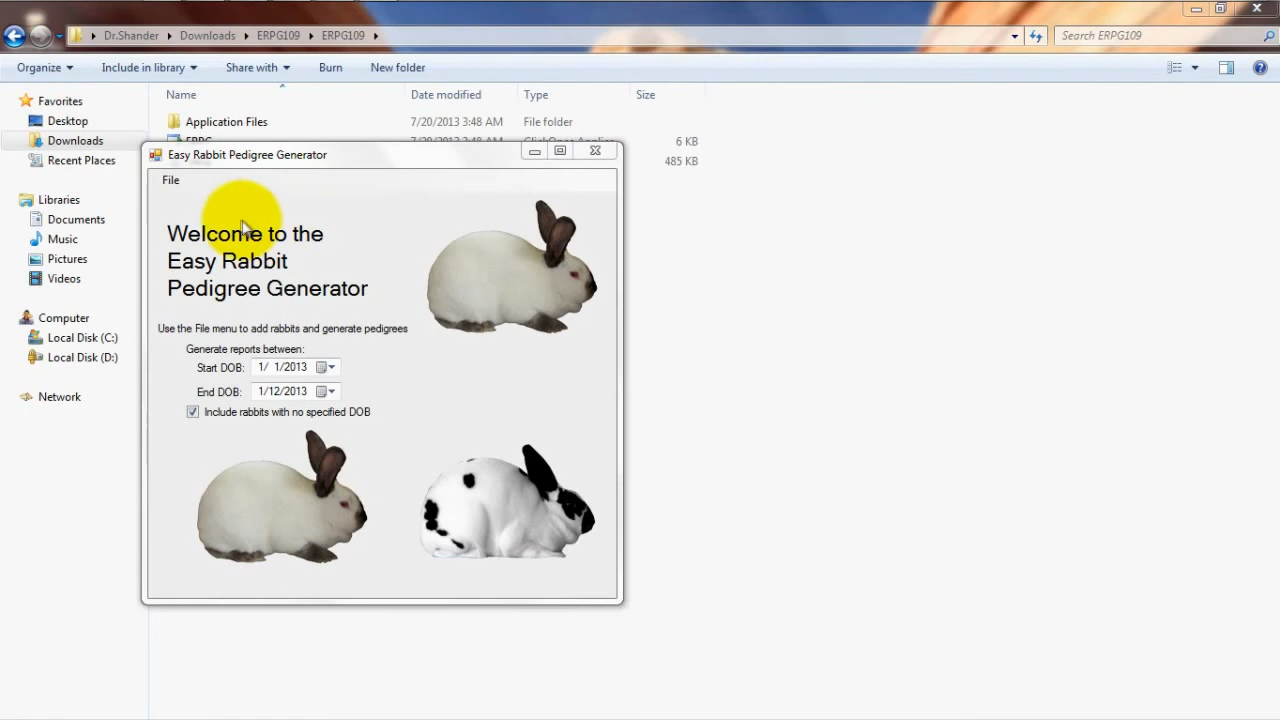 Dr.Shander Downloads ERPG109 ERPG109 Search ERPG109
Organize Include in library Share with Burn New folder
Name Date modified Type Size
Favorites
Desktop
Downloads
Recent Places
Libraries
Documents
Music
Pictures
Videos
Computer
Local Disk (C:)
Local Disk (D:)
Network
Application Files 7/20/2013 3:48 AM File folder
6 KB
485 KB
Easy Rabbit Pedigree Generator
File
Welcome to the
Easy Rabbit
Pedigree Generator
Use the File menu to add rabbits and generate pedigrees
Generate reports between:
Start DOB: 1/ 1/2013
End DOB: 1/12/2013
Include rabbits with no specified DOB